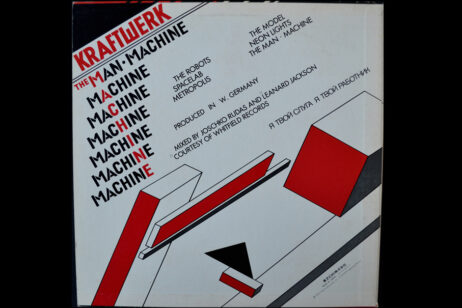 KRAFTWERK
THE MAN·MACHINE
MACHINE
MACHINE
MACHINE
MACHINE
MACHINE
MACHINE
THE ROBOTS
SPACELAB
METROPOLIS
THE MODEL
NEON LIGHTS
THE MAN·MACHINE
PRODUCED IN W. GERMANY
MIXED BY JOSCHKO RUDAS AND LEANARD JACKSON
COURTESY OF WHITFIELD RECORDS
Я ТВОЙ СЛУГА Я ТВОЙ РАБОТНИК